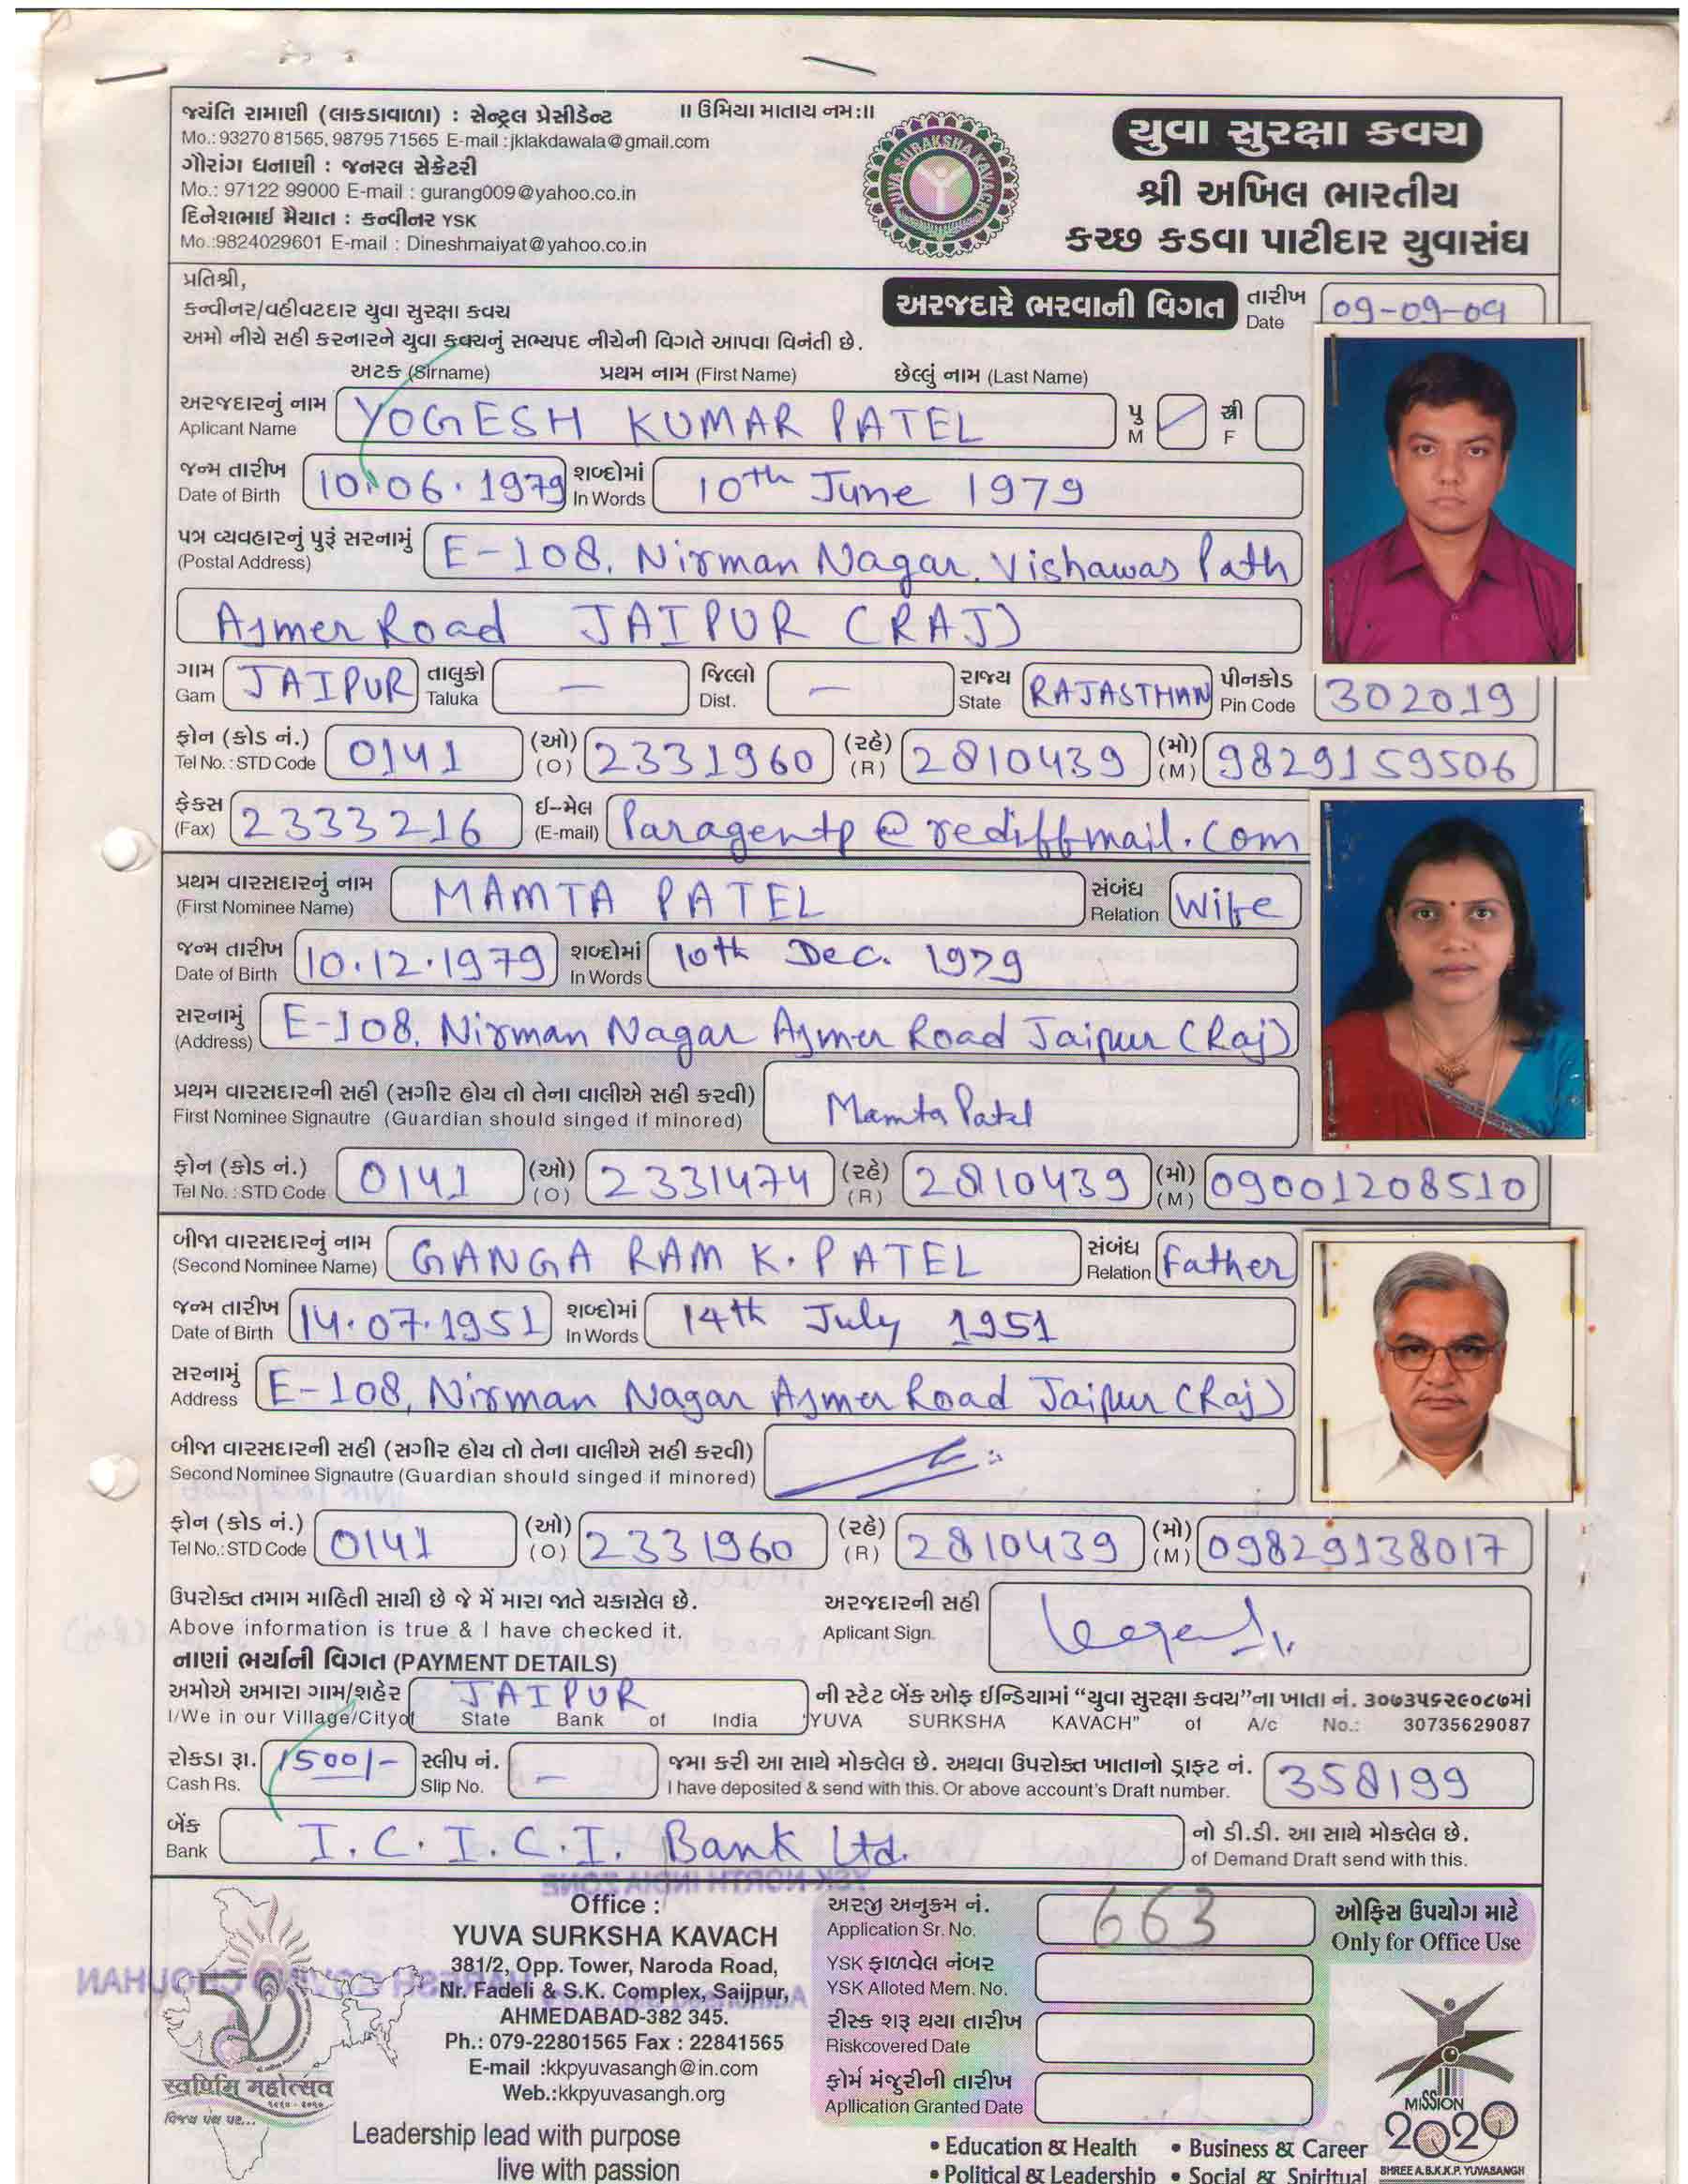 જયંતિ રામાણી (લાકડાવાળા) : સેન્ટ્રલ પ્રેસીડેન્ટ
Mo.: 93270 81565, 98795 71565 E-mail : jklakdawala@gmail.com
ગૌરાંગ ધનાણી : જનરલ સેક્રેટરી
Mo.: 97122 99000 E-mail : gurang009@yahoo.co.in
દિનેશભાઈ મૈયાત : કન્વીનર YSK
Mo.:9824029601 E-mail : Dineshmaiyat@yahoo.co.in
॥ ઉમિયા માતાય નમ:॥
YUVA SURAKSHA KAVACH
યુવા સુરક્ષા કવચ
શ્રી અખિલ ભારતીય
કચ્છ કડવા પાટીદાર યુવાસંઘ
પ્રતિશ્રી,
કન્વીનર/વહીવટદાર યુવા સુરક્ષા કવચ
અરજદારે ભરવાની વિગત તારીખ Date 09-09-09
અમો નીચે સહી કરનારને યુવા કવચનું સભ્યપદ નીચેની વિગતે આપવા વિનંતી છે.
અટક (Sirname) પ્રથમ નામ (First Name) છેલ્લું નામ (Last Name)
અરજદારનું નામ Aplicant Name YOGESH KUMAR PATEL પુ M ✓ સ્ત્રી F
જન્મ તારીખ Date of Birth 10.06.1979 શબ્દોમાં In Words 10th June 1979
પત્ર વ્યવહારનું પુરૂં સરનામું (Postal Address) E-108, Nirman Nagar, Vishawas Path
Ajmer Road JAIPUR (RAJ)
ગામ Gam JAIPUR તાલુકો Taluka — જિલ્લો Dist. — રાજ્ય State RAJASTHAN પીનકોડ Pin Code 302019
ફોન (કોડ નં.) Tel No. : STD Code 0141 (ઓ) (O) 2331960 (રહે) (R) 2810439 (મો) (M) 9829159506
ફેક્સ (Fax) 2333216 ઈ-મેલ (E-mail) Paragentp@rediffmail.com
પ્રથમ વારસદારનું નામ (First Nominee Name) MAMTA PATEL સંબંધ Relation Wife
જન્મ તારીખ Date of Birth 10.12.1979 શબ્દોમાં In Words 10th Dec. 1979
સરનામું (Address) E-108, Nirman Nagar Ajmer Road Jaipur (Raj)
પ્રથમ વારસદારની સહી (સગીર હોય તો તેના વાલીએ સહી કરવી)
First Nominee Signautre (Guardian should singed if minored) Mamta Patel
ફોન (કોડ નં.) Tel No. : STD Code 0141 (ઓ) (O) 2331474 (રહે) (R) 2810439 (મો) (M) 09001208510
બીજા વારસદારનું નામ (Second Nominee Name) GANGA RAM K. PATEL સંબંધ Relation Father
જન્મ તારીખ Date of Birth 14.07.1951 શબ્દોમાં In Words 14th July 1951
સરનામું Address E-108, Nirman Nagar Ajmer Road Jaipur (Raj)
બીજા વારસદારની સહી (સગીર હોય તો તેના વાલીએ સહી કરવી)
Second Nominee Signautre (Guardian should singed if minored)
ફોન (કોડ નં.) Tel No.: STD Code 0141 (ઓ) (O) 2331960 (રહે) (R) 2810439 (મો) (M) 09829138017
ઉપરોક્ત તમામ માહિતી સાચી છે જે મેં મારા જાતે ચકાસેલ છે. અરજદારની સહી
Above information is true & I have checked it. Aplicant Sign.
નાણાં ભર્યાની વિગત (PAYMENT DETAILS)
અમોએ અમારા ગામ/શહેર JAIPUR ની સ્ટેટ બેંક ઓફ ઈન્ડિયામાં “યુવા સુરક્ષા કવચ”ના ખાતા નં. ૩૦૭૩૫૬૨૯૦૮૭માં
I/We in our Village/City of State Bank of India "YUVA SURKSHA KAVACH" of A/c No.: 30735629087
રોકડા રૂા. Cash Rs. 1500/- સ્લીપ નં. Slip No. — જમા કરી આ સાથે મોકલેલ છે. અથવા ઉપરોક્ત ખાતાનો ડ્રાફ્ટ નં. 358199
I have deposited & send with this. Or above account's Draft number.
બેંક Bank I.C.I.C.I. Bank Ltd. નો ડી.ડી. આ સાથે મોકલેલ છે.
of Demand Draft send with this.
स्वर्णिम महोत्सव
Office :
YUVA SURKSHA KAVACH
381/2, Opp. Tower, Naroda Road,
Nr. Fadeli & S.K. Complex, Saijpur,
AHMEDABAD-382 345.
Ph.: 079-22801565 Fax : 22841565
E-mail :kkpyuvasangh@in.com
Web.:kkpyuvasangh.org
Leadership lead with purpose
live with passion
અરજી અનુક્રમ નં. Application Sr. No. 663
YSK ફાળવેલ નંબર YSK Alloted Mem. No.
રીસ્ક શરૂ થયા તારીખ Riskcovered Date
ફોર્મ મંજુરીની તારીખ Apllication Granted Date
ઓફિસ ઉપયોગ માટે
Only for Office Use
MISSION
2020
SHREE A.B.K.K.P. YUVASANGH
• Education & Health • Business & Career
• Political & Leadership • Social & Spiritual